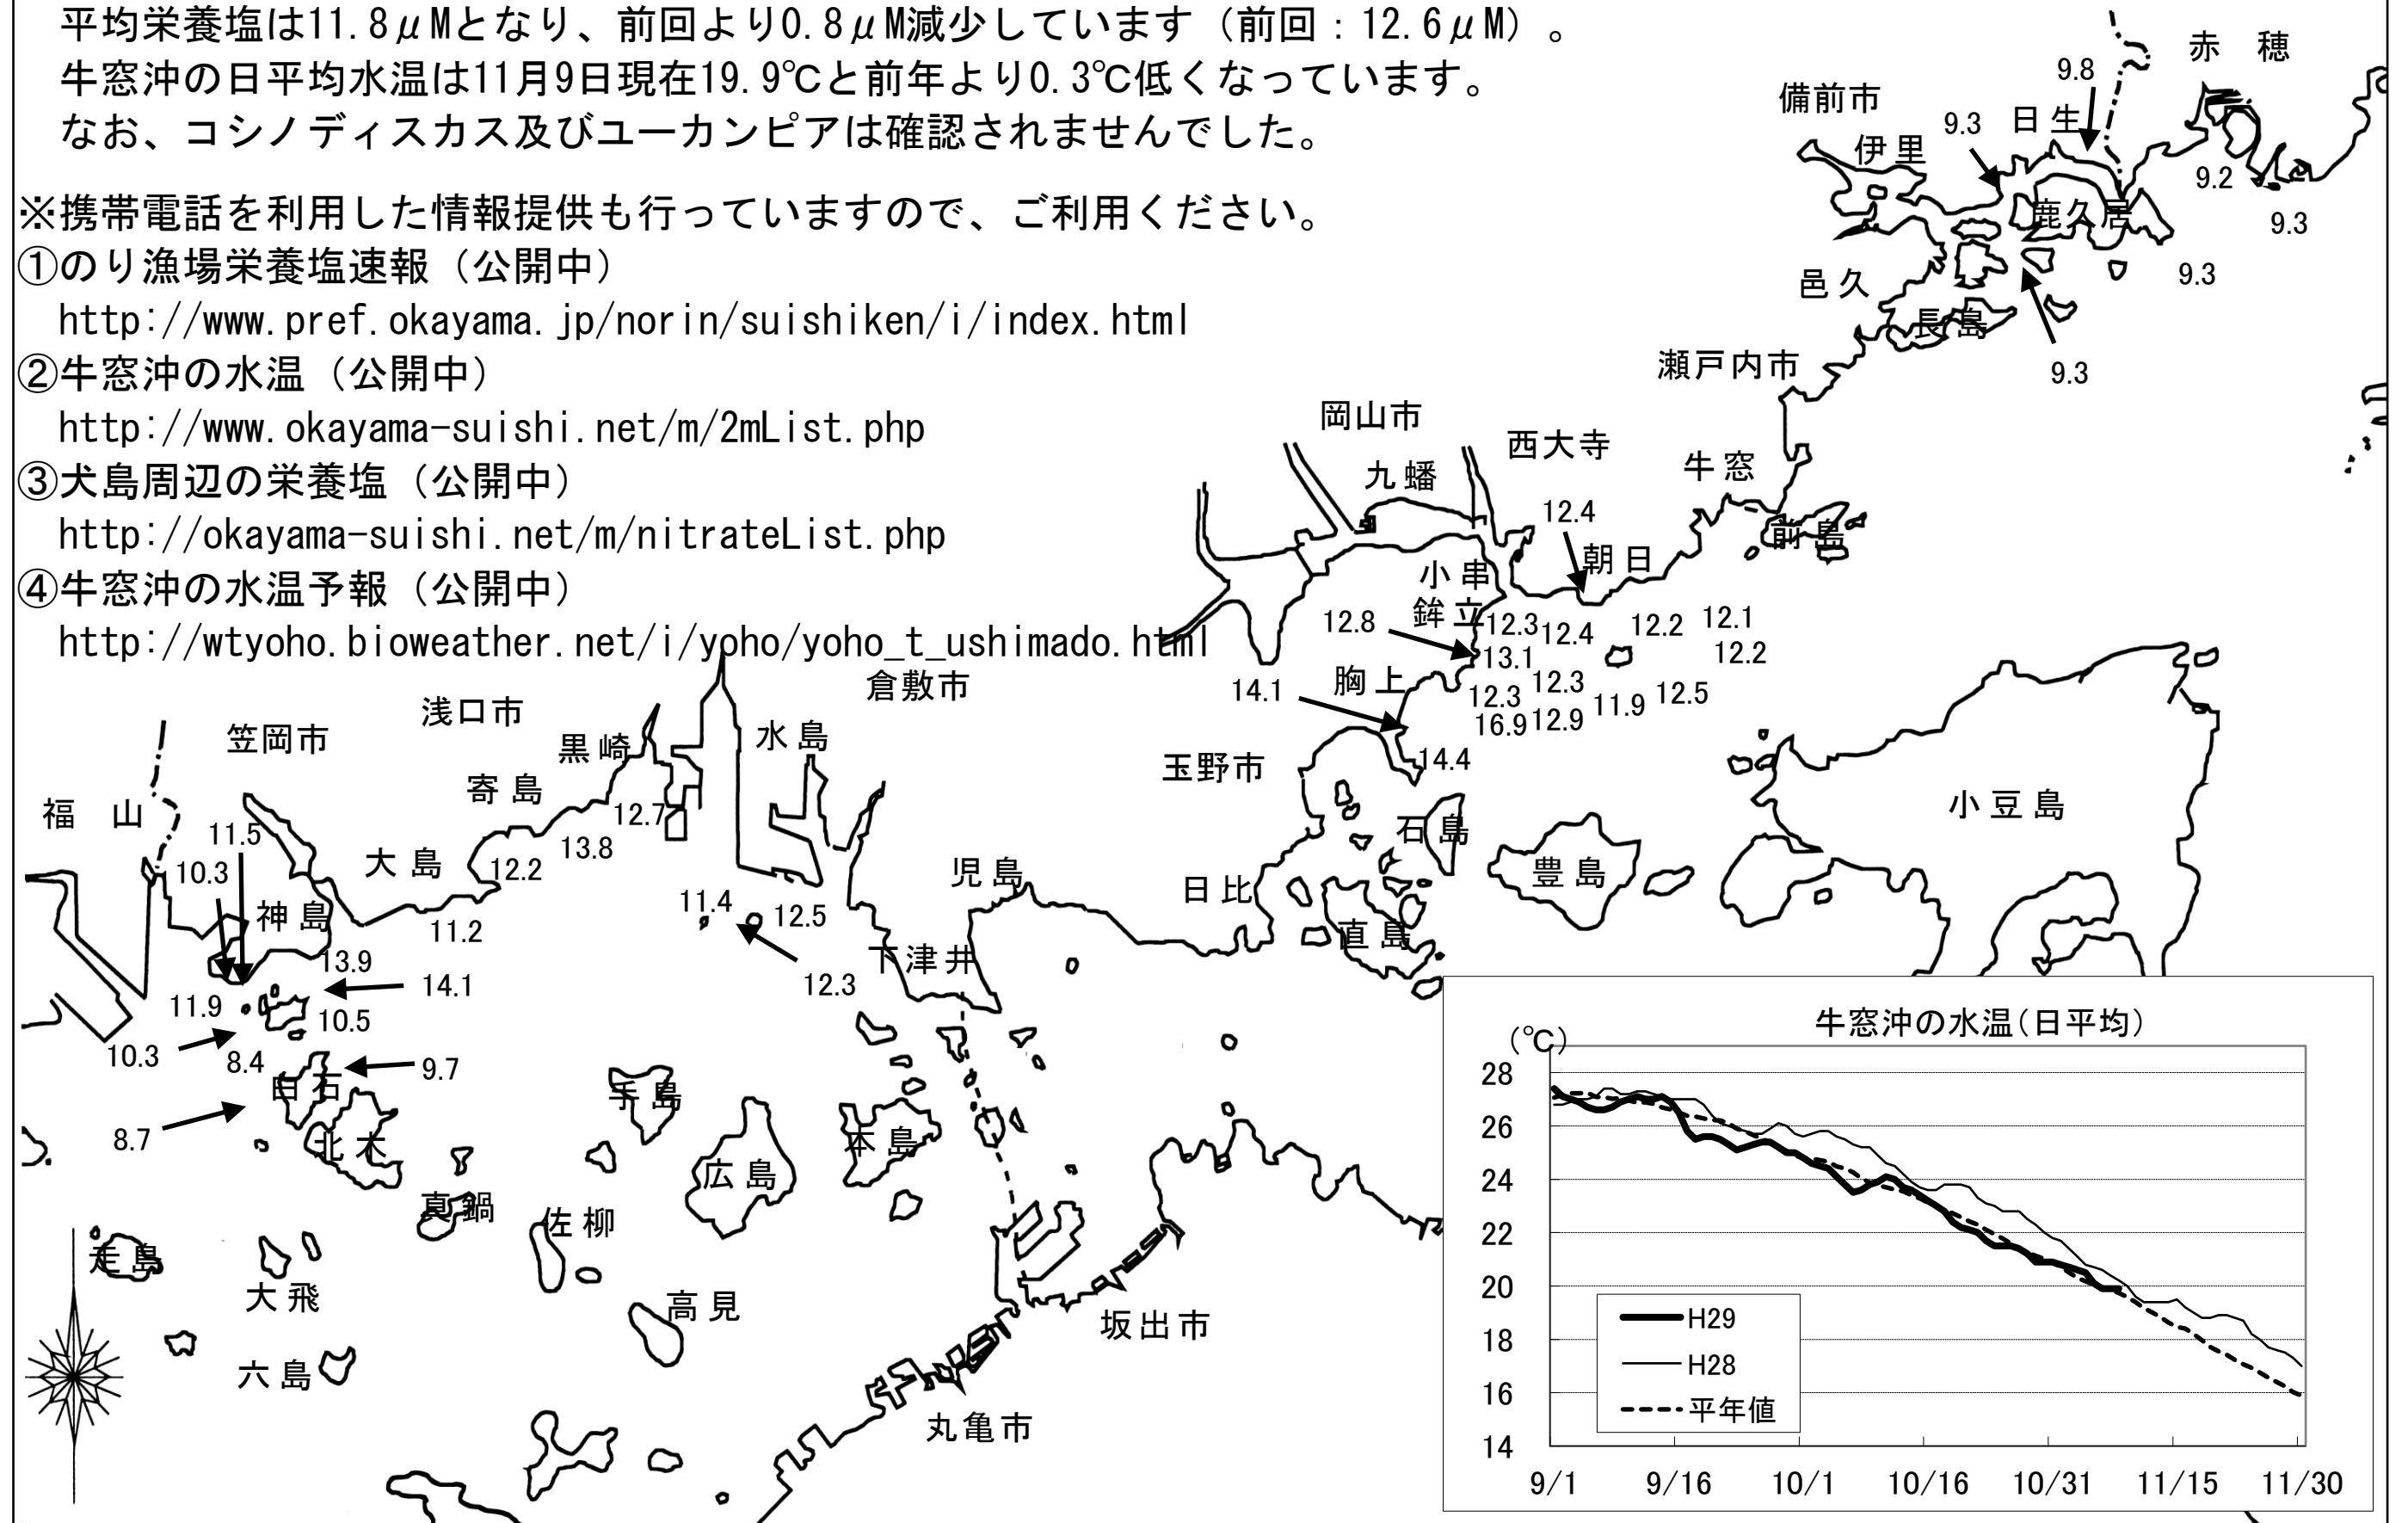 平均栄養塩は11.8μMとなり、前回より0.8μM減少しています（前回：12.6μM）。
牛窓沖の日平均水温は11月9日現在19.9℃と前年より0.3℃低くなっています。
なお、コシノディスカス及びユーカンピアは確認されませんでした。
※携帯電話を利用した情報提供も行っていますので、ご利用ください。
①のり漁場栄養塩速報（公開中）
http://www.pref.okayama.jp/norin/suishiken/i/index.html
②牛窓沖の水温（公開中）
http://www.okayama-suishi.net/m/2mList.php
③犬島周辺の栄養塩（公開中）
http://okayama-suishi.net/m/nitrateList.php
④牛窓沖の水温予報（公開中）
http://wtyoho.bioweather.net/i/yoho/yoho_t_ushimado.html
赤 穂
9.8
備前市
9.3
日生
伊里
9.2
鹿久居
9.3
9.3
邑久
長島
9.3
瀬戸内市
岡山市
西大寺
九蟠
牛窓
12.4
前島
朝日
小串
鉾立
12.8
12.3
12.4
12.2
12.1
12.2
13.1
胸上
14.1
12.3
12.3
11.9
12.5
16.9
12.9
14.4
玉野市
石島
豊島
小豆島
日比
直島
倉敷市
浅口市
笠岡市
黒崎
水島
寄島
福 山
12.7
11.5
13.8
大島
12.2
10.3
児島
11.4
12.5
神島
11.2
下津井
13.9
14.1
12.3
11.9
10.5
10.3
8.4
9.7
白石
手島
8.7
北木
本島
広島
真鍋
佐柳
走島
大飛
高見
坂出市
六島
丸亀市
牛窓沖の水温（日平均）
（℃）
28
26
24
22
20
18
16
14
H29
H28
平年値
9/1
9/16
10/1
10/16
10/31
11/15
11/30